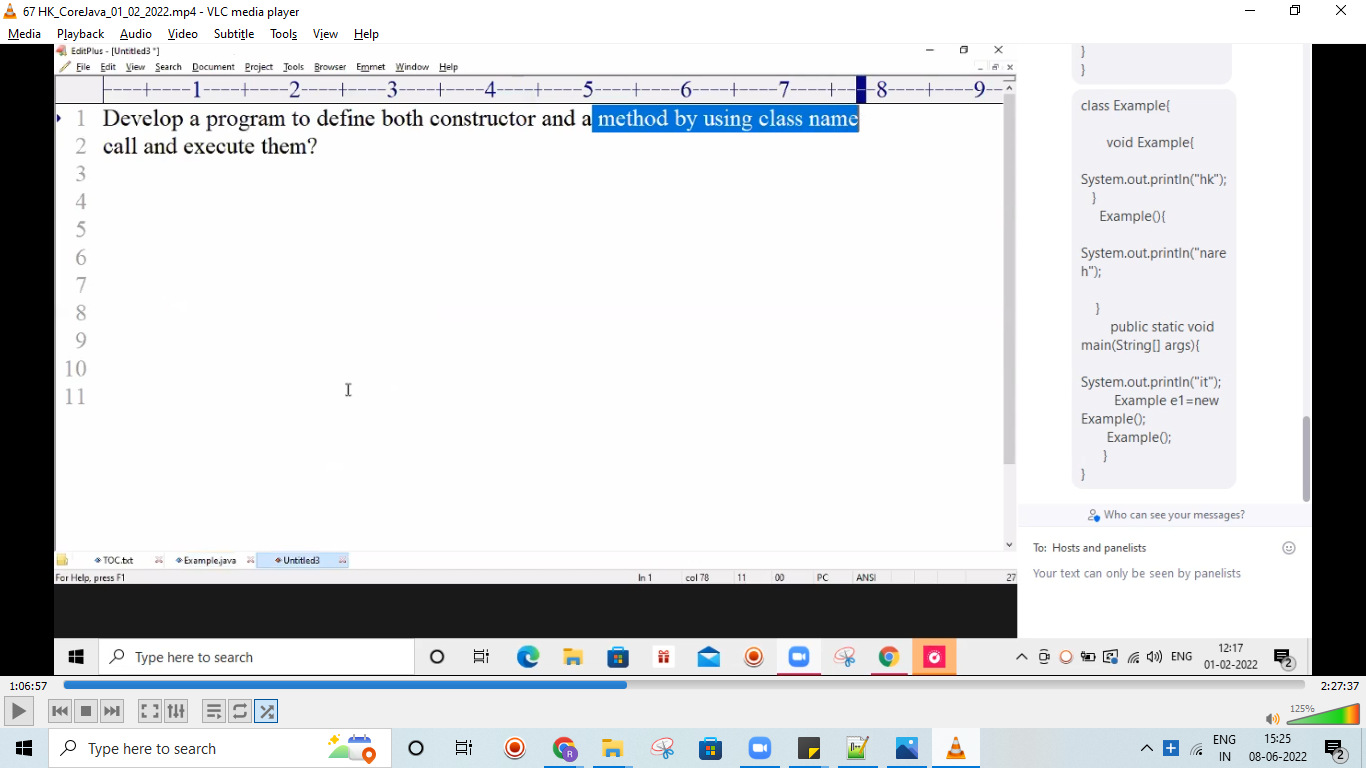 67 HK_CoreJava_01_02_2022.mp4 - VLC media player
Media Playback Audio Video Subtitle Tools View Help
EditPlus - [Untitled3 *]
File Edit View Search Document Project Tools Browser Emmet Window Help
----+----1----+----2----+----3----+----4----+----5----+----6----+----7----+----8----+----9--
1 Develop a program to define both constructor and a method by using class name
2 call and execute them?
3
4
5
6
7
8
9
10
11
TOC.txt Example.java Untitled3
For Help, press F1 ln 1 col 78 11 00 PC ANSI 27
}
}
class Example{
void Example{
System.out.println("hk");
}
Example(){
System.out.println("nare
h");
}
public static void
main(String[] args){
System.out.println("it");
Example e1=new
Example();
Example();
}
}
Who can see your messages?
To: Hosts and panelists
Your text can only be seen by panelists
Type here to search
ENG
12:17
01-02-2022
2
1:06:57
2:27:37
125%
Type here to search
ENG
IN
15:25
08-06-2022
2